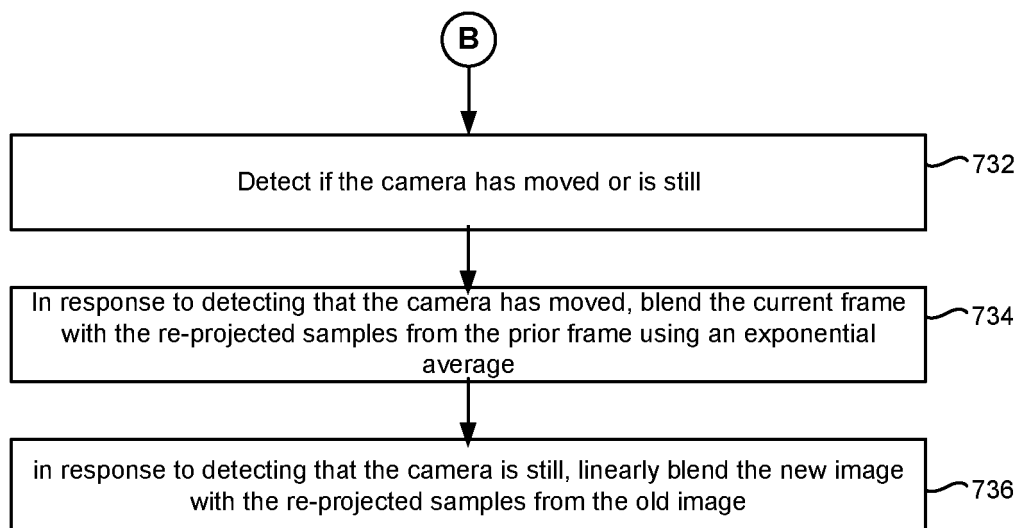 B
Detect if the camera has moved or is still
732
In response to detecting that the camera has moved, blend the current frame
with the re-projected samples from the prior frame using an exponential
average
734
in response to detecting that the camera is still, linearly blend the new image
with the re-projected samples from the old image
736